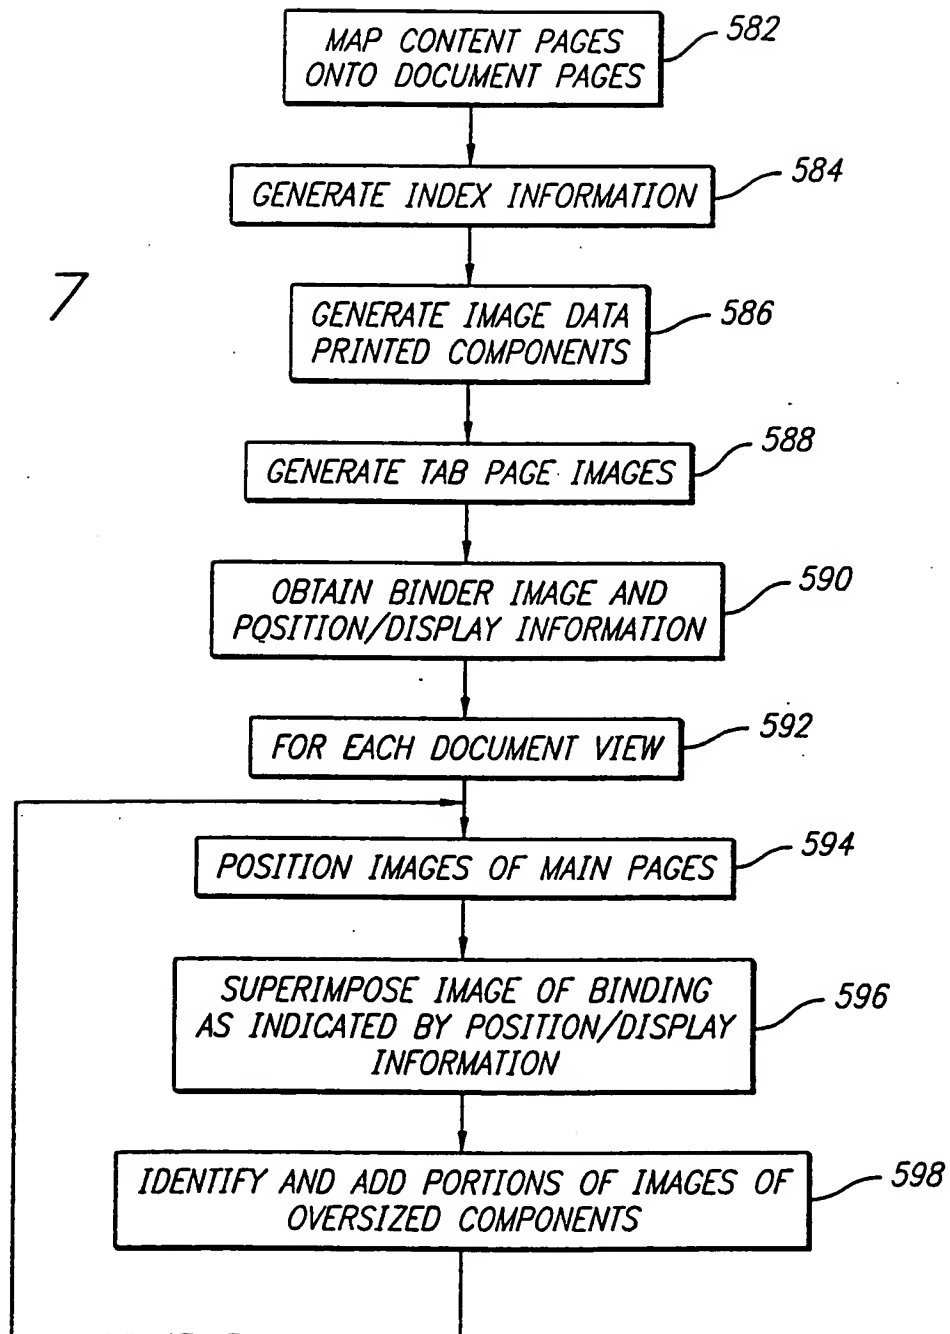 MAP CONTENT PAGES
ONTO DOCUMENT PAGES
582
GENERATE INDEX INFORMATION
584
7
GENERATE IMAGE DATA
PRINTED COMPONENTS
586
GENERATE TAB PAGE IMAGES
588
OBTAIN BINDER IMAGE AND
POSITION/DISPLAY INFORMATION
590
FOR EACH DOCUMENT VIEW
592
POSITION IMAGES OF MAIN PAGES
594
SUPERIMPOSE IMAGE OF BINDING
AS INDICATED BY POSITION/DISPLAY
INFORMATION
596
IDENTIFY AND ADD PORTIONS OF IMAGES OF
OVERSIZED COMPONENTS
598